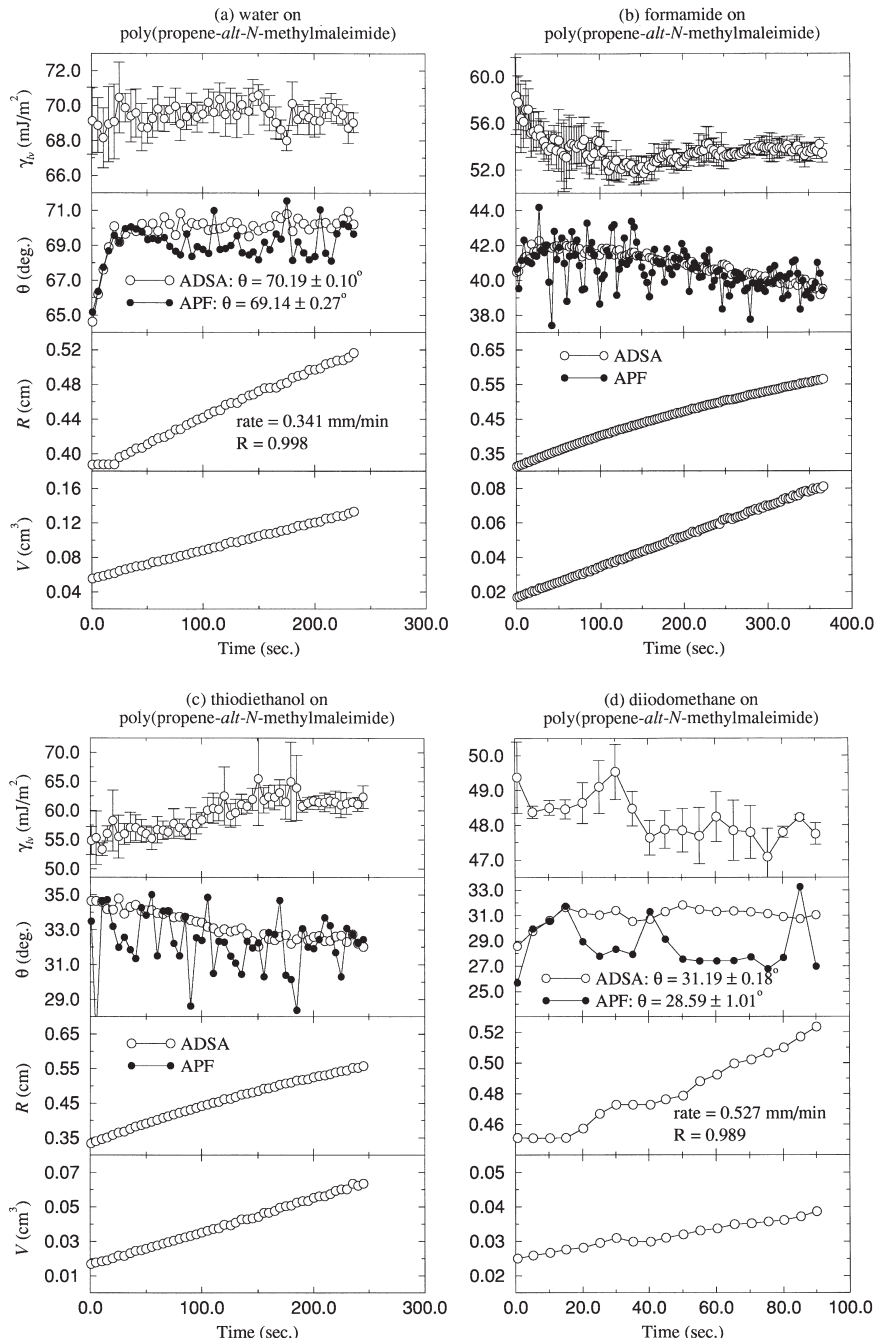 (a) water on
poly(propene-alt-N-methylmaleimide)
γlv (mJ/m²)
72.0
70.0
68.0
66.0
θ (deg.)
71.0
69.0
67.0
65.0
ADSA: θ = 70.19 ± 0.10°
APF: θ = 69.14 ± 0.27°
R (cm)
0.52
0.48
0.44
0.40
rate = 0.341 mm/min
R = 0.998
V (cm³)
0.16
0.12
0.08
0.04
0.0 100.0 200.0 300.0
Time (sec.)
(b) formamide on
poly(propene-alt-N-methylmaleimide)
60.0
56.0
52.0
44.0
42.0
40.0
38.0
0.65
0.55
0.45
0.35
ADSA
APF
0.08
0.06
0.04
0.02
0.0 100.0 200.0 300.0 400.0
Time (sec.)
(c) thiodiethanol on
poly(propene-alt-N-methylmaleimide)
γlv (mJ/m²)
70.0
65.0
60.0
55.0
50.0
θ (deg.)
35.0
33.0
31.0
29.0
R (cm)
0.65
0.55
0.45
0.35
ADSA
APF
V (cm³)
0.07
0.05
0.03
0.01
0.0 100.0 200.0 300.0
Time (sec.)
(d) diiodomethane on
poly(propene-alt-N-methylmaleimide)
50.0
49.0
48.0
47.0
33.0
31.0
29.0
27.0
25.0
ADSA: θ = 31.19 ± 0.18°
APF: θ = 28.59 ± 1.01°
0.52
0.50
0.48
0.46
rate = 0.527 mm/min
R = 0.989
0.05
0.04
0.03
0.02
0.0 20.0 40.0 60.0 80.0 100.0
Time (sec.)